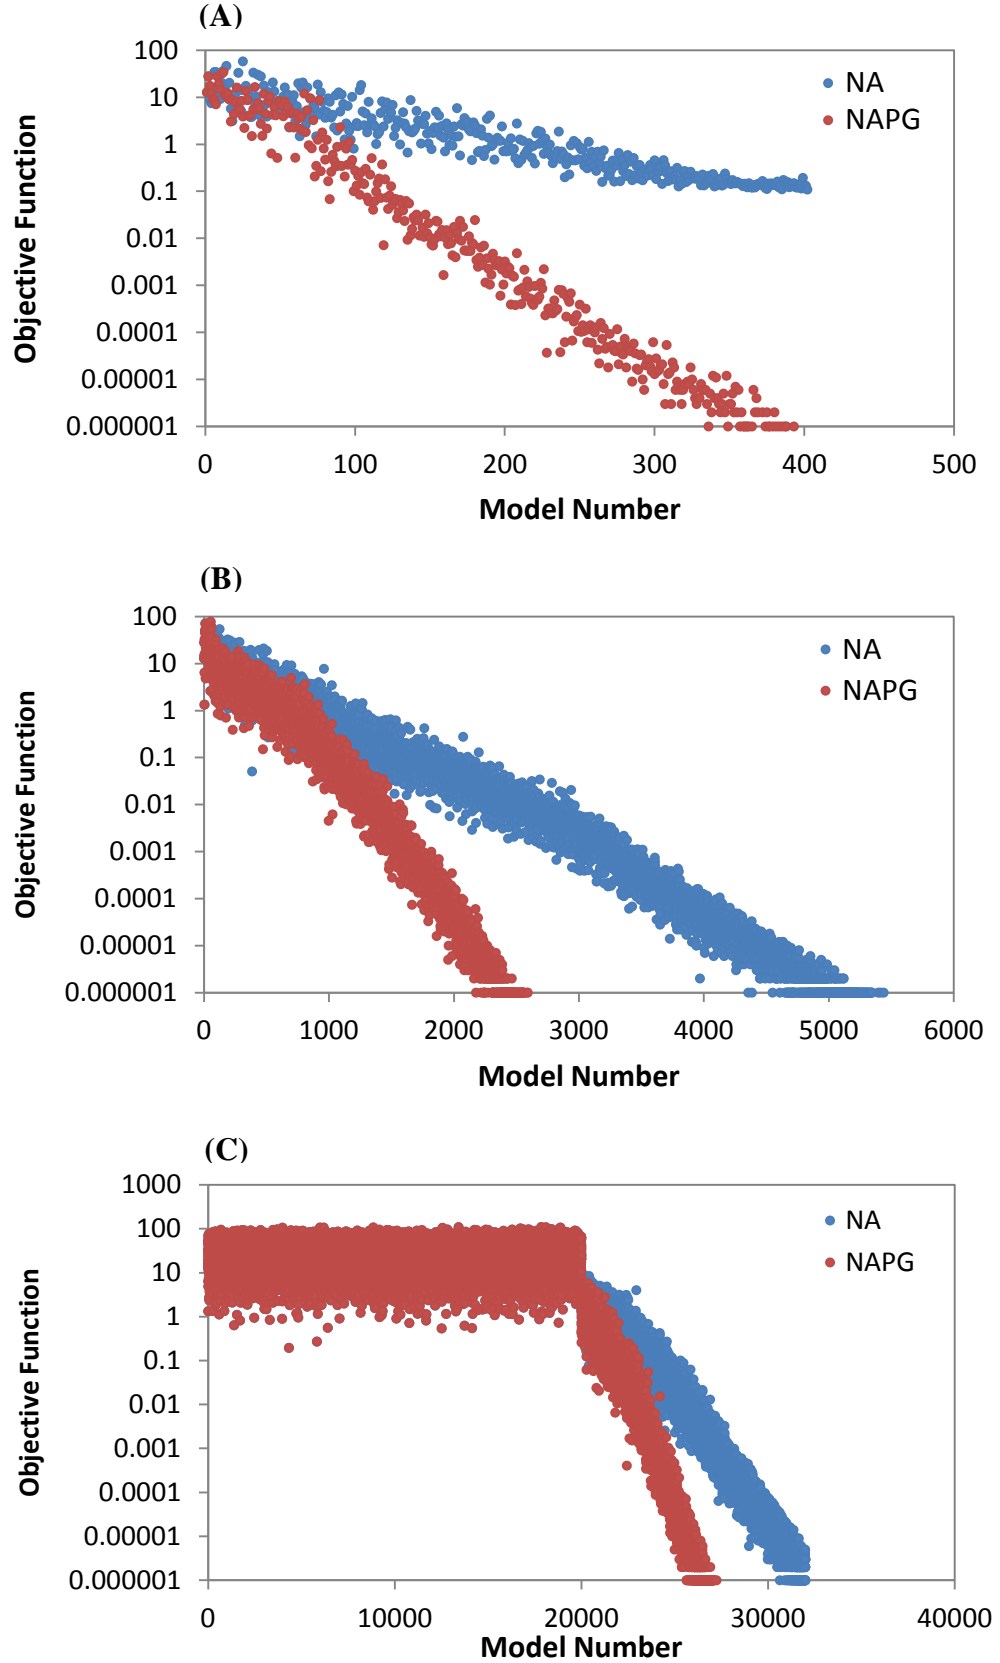 (A)
100
10
1
0.1
0.01
0.001
0.0001
0.00001
0.000001
Objective Function
NA
NAPG
0 100 200 300 400 500
Model Number
(B)
100
10
1
0.1
0.01
0.001
0.0001
0.00001
0.000001
Objective Function
NA
NAPG
0 1000 2000 3000 4000 5000 6000
Model Number
(C)
1000
100
10
1
0.1
0.01
0.001
0.0001
0.00001
0.000001
Objective Function
NA
NAPG
0 10000 20000 30000 40000
Model Number